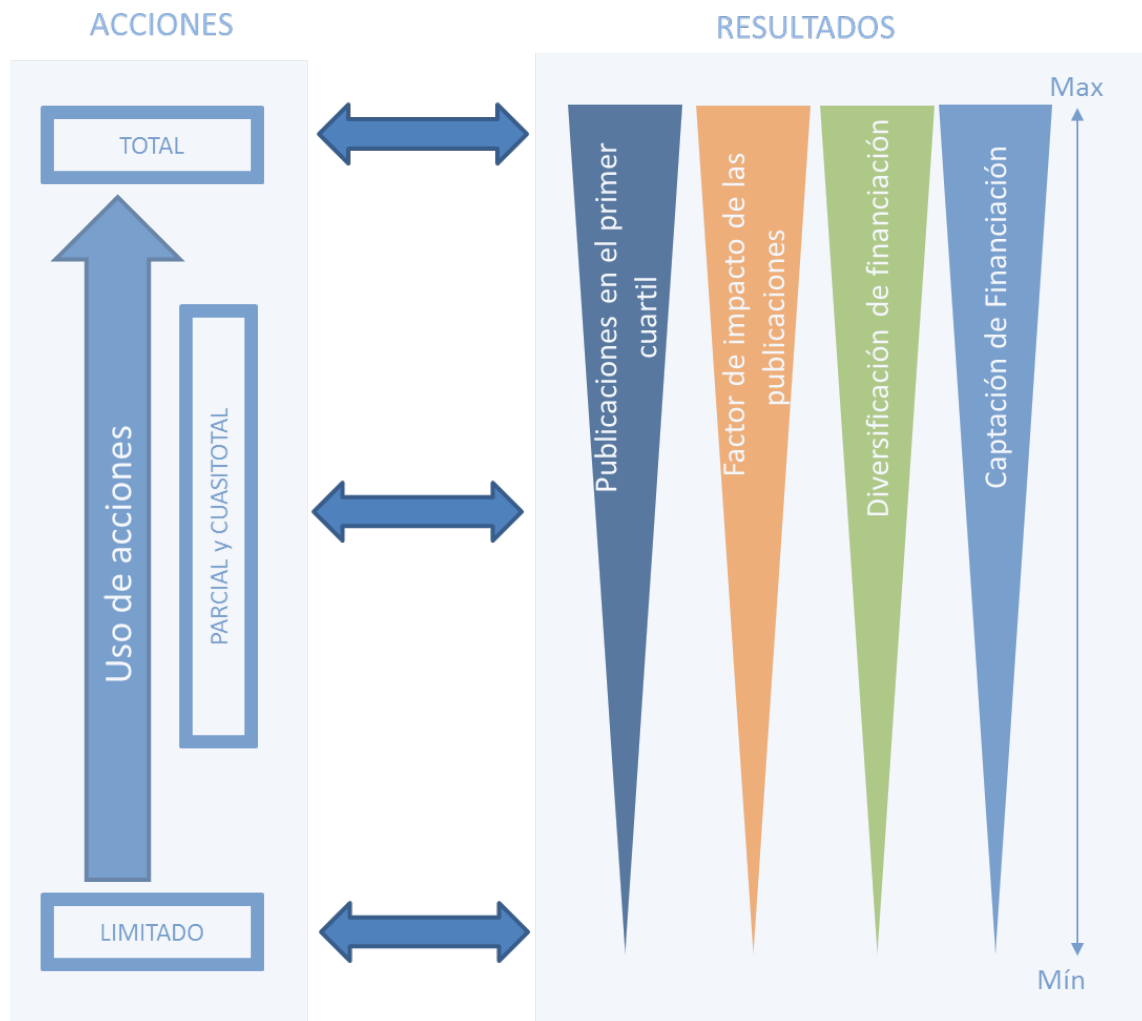 ACCIONES
RESULTADOS
TOTAL
Uso de acciones
PARCIAL y CUASITOTAL
LIMITADO
Publicaciones en el primer
cuartil
Factor de impacto de las
publicaciones
Diversificación de financiación
Captación de Financiación
Max
Mín